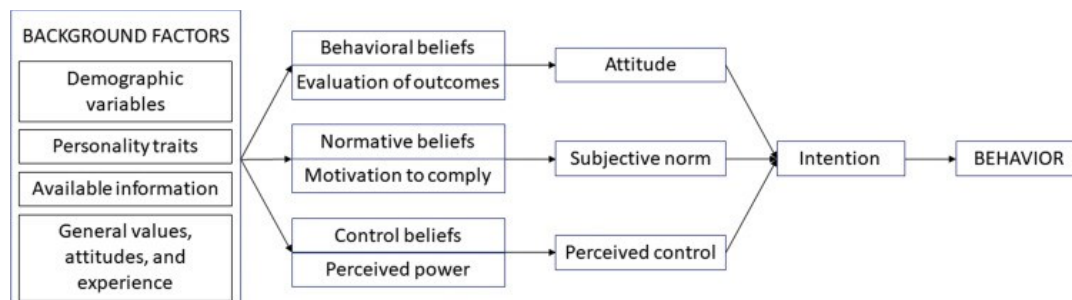 BACKGROUND FACTORS
Demographic
variables
Personality traits
Available information
General values,
attitudes, and
experience
Behavioral beliefs
Evaluation of outcomes
Normative beliefs
Motivation to comply
Control beliefs
Perceived power
Attitude
Subjective norm
Perceived control
Intention
BEHAVIOR